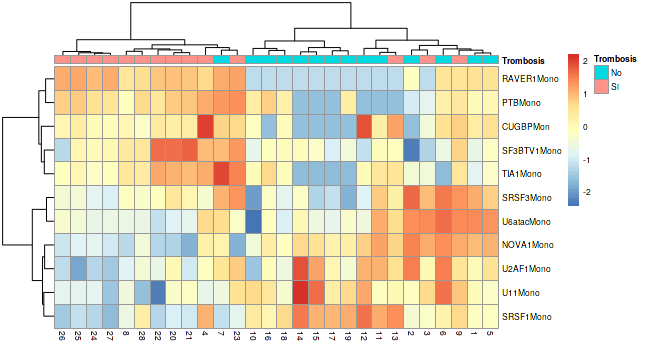 Trombosis
RAVER1Mono
PTBMono
CUGBPMon
SF3BTV1Mono
TIA1Mono
SRSF3Mono
U6atacMono
NOVA1Mono
U2AF1Mono
U11Mono
SRSF1Mono
26 25 24 27 8 28 22 20 21 4 7 23 10 16 18 14 15 17 19 12 11 13 2 3 6 9 1 5
2
1
0
-1
-2
Trombosis
No
SI